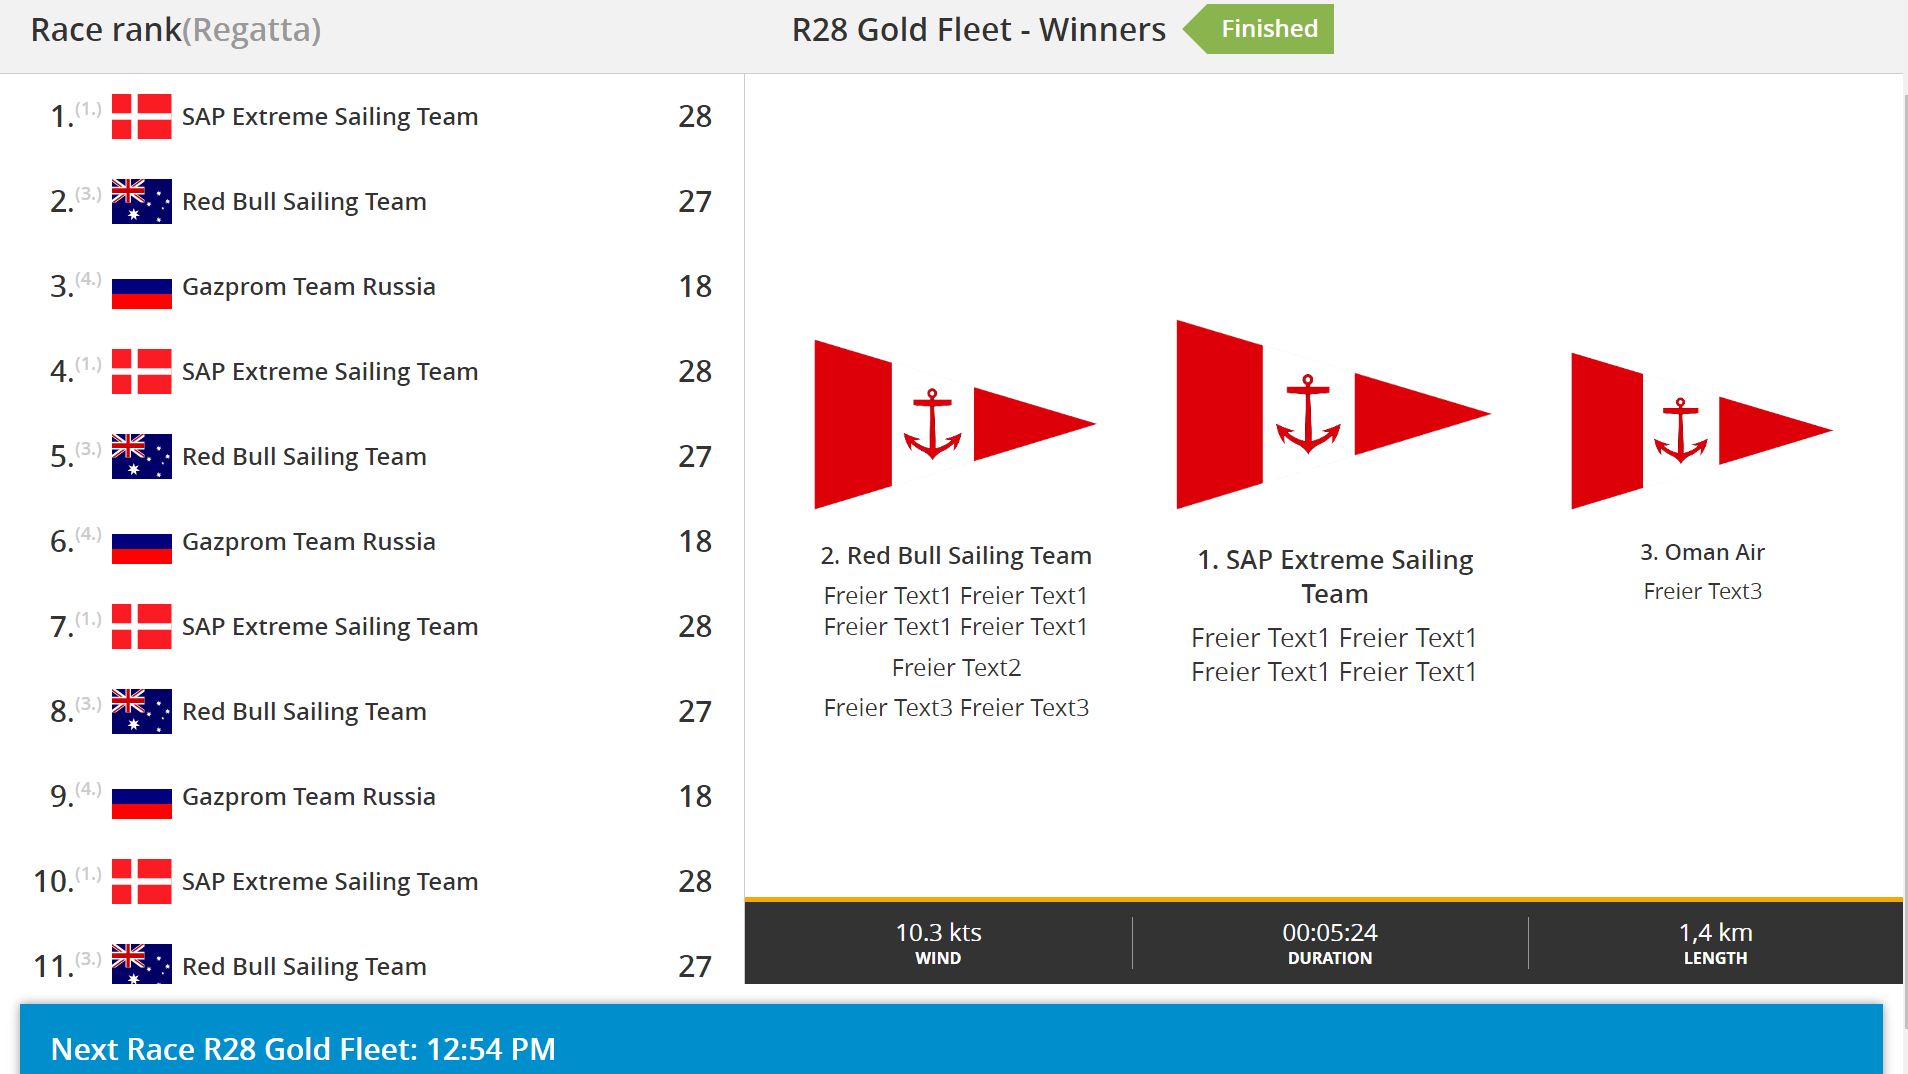 Race rank(Regatta)
R28 Gold Fleet - Winners
Finished
1.(1.) SAP Extreme Sailing Team 28
2.(3.) Red Bull Sailing Team 27
3.(4.) Gazprom Team Russia 18
4.(1.) SAP Extreme Sailing Team 28
5.(3.) Red Bull Sailing Team 27
6.(4.) Gazprom Team Russia 18
7.(1.) SAP Extreme Sailing Team 28
8.(3.) Red Bull Sailing Team 27
9.(4.) Gazprom Team Russia 18
10.(1.) SAP Extreme Sailing Team 28
11.(3.) Red Bull Sailing Team 27
2. Red Bull Sailing Team
Freier Text1 Freier Text1
Freier Text1 Freier Text1
Freier Text2
Freier Text3 Freier Text3
1. SAP Extreme Sailing
Team
Freier Text1 Freier Text1
Freier Text1 Freier Text1
3. Oman Air
Freier Text3
10.3 kts
WIND
00:05:24
DURATION
1,4 km
LENGTH
Next Race R28 Gold Fleet: 12:54 PM